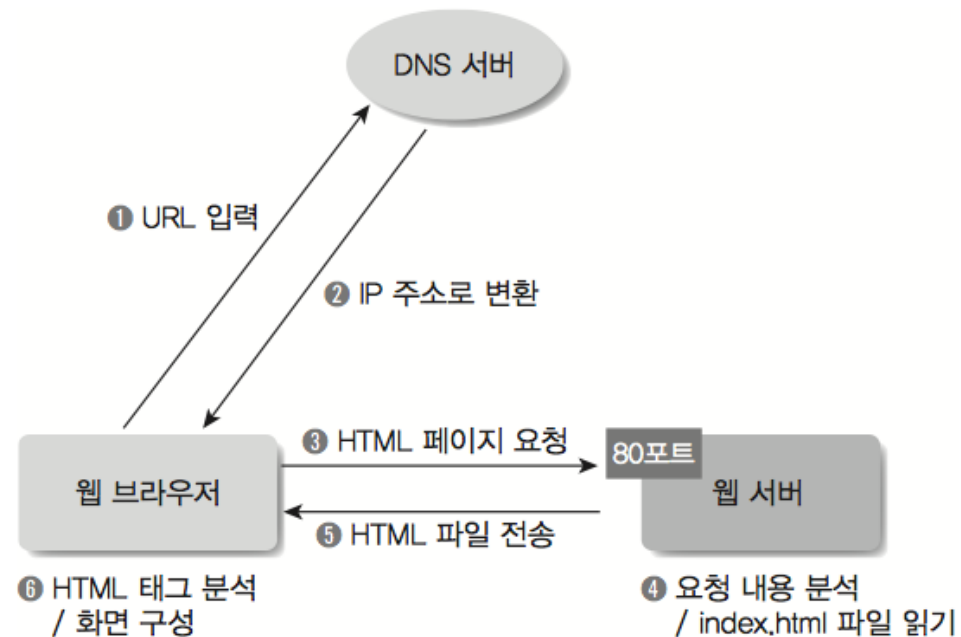 DNS 서버
❶ URL 입력
❷ IP 주소로 변환
❸ HTML 페이지 요청
80포트
웹 브라우저
웹 서버
❺ HTML 파일 전송
❻ HTML 태그 분석
/ 화면 구성
❹ 요청 내용 분석
/ index.html 파일 읽기